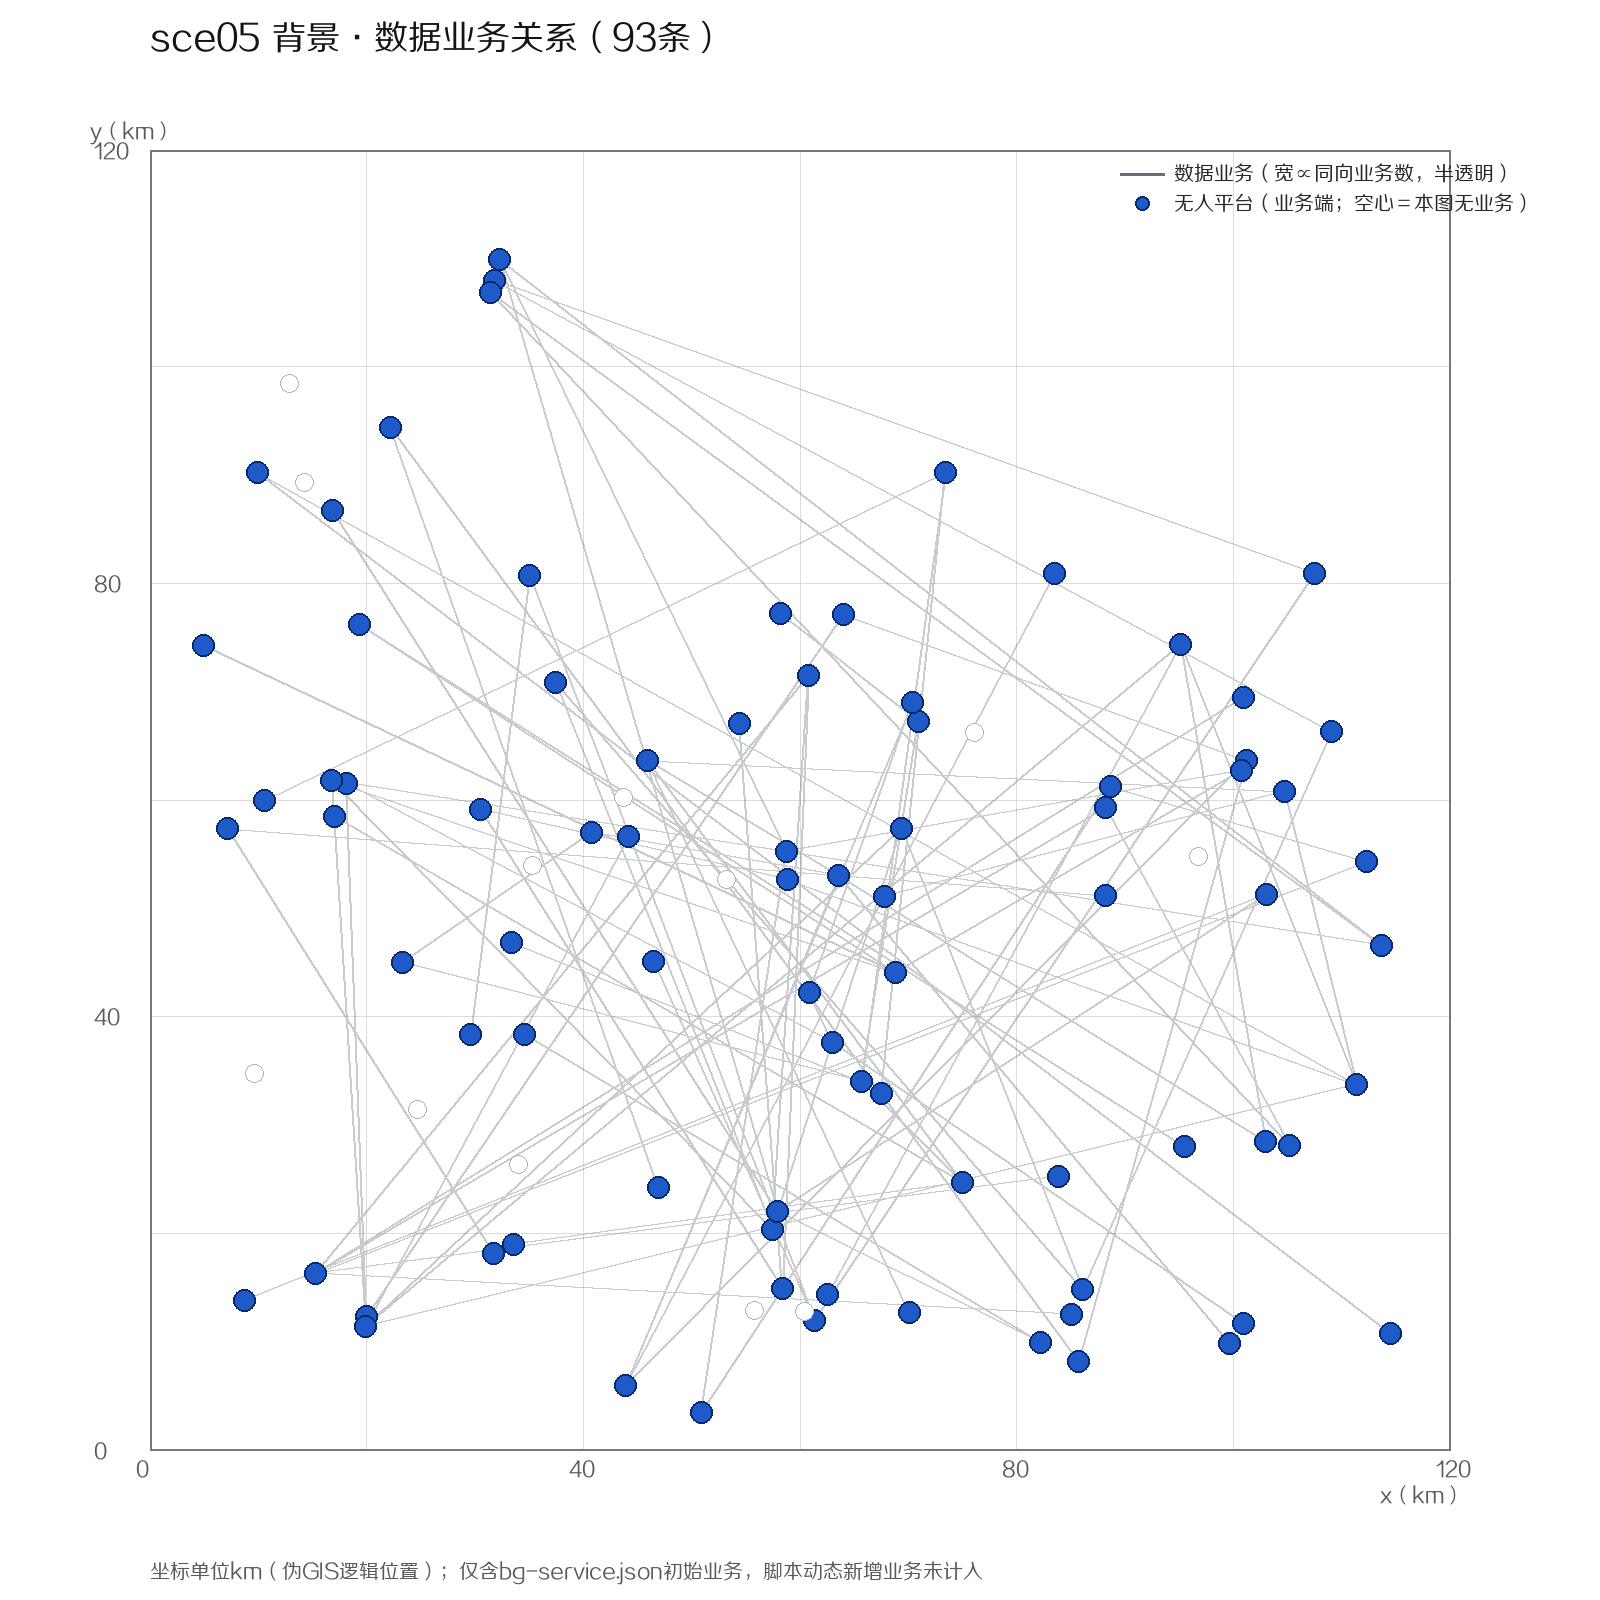 sce05 背景·数据业务关系（93条）
y（km）
120
数据业务（宽∝同向业务数，半透明）
无人平台（业务端；空心=本图无业务）
80
40
0
0 40 80 120
x（km）
坐标单位km（伪GIS逻辑位置）；仅含bg-service.json初始业务，脚本动态新增业务未计入